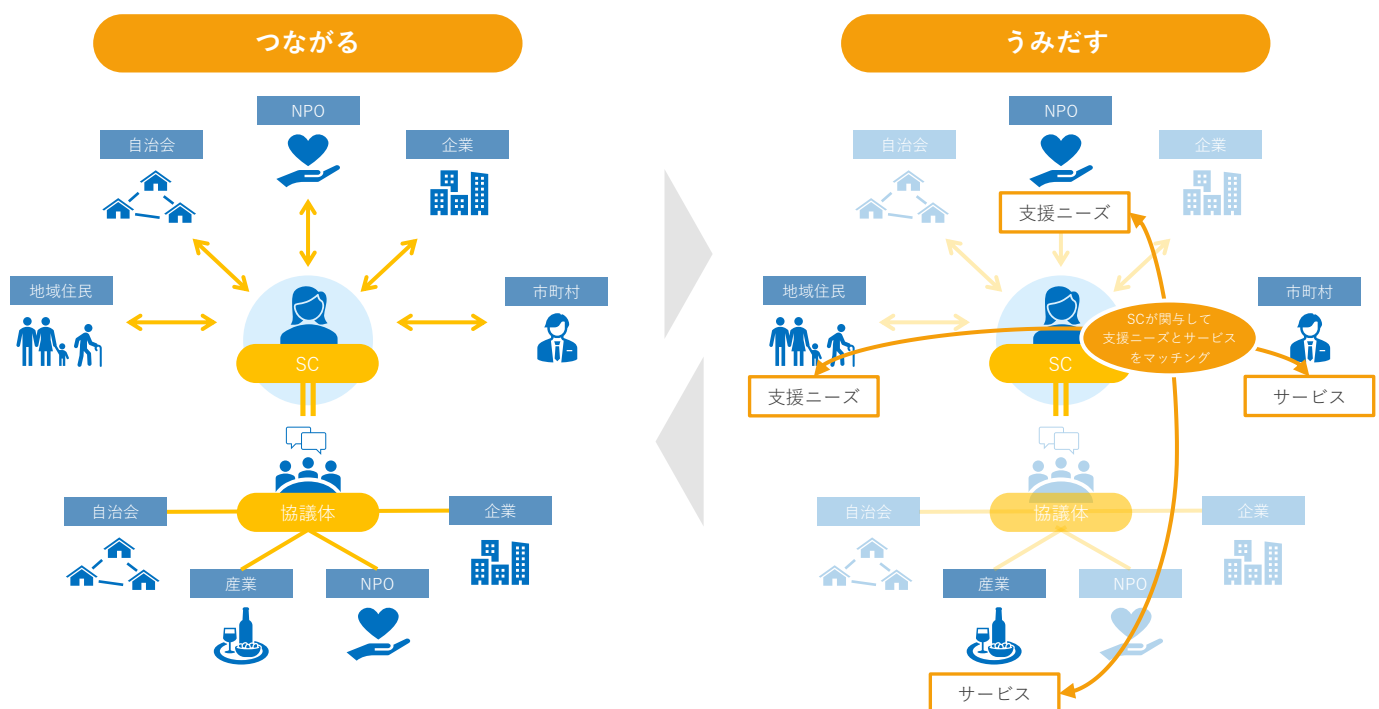 つながる
NPO
自治会
企業
地域住民
市町村
SC
協議体
自治会
企業
産業
NPO
うみだす
NPO
自治会
企業
支援ニーズ
地域住民
市町村
SCが関与して
支援ニーズとサービス
をマッチング
SC
支援ニーズ
サービス
協議体
自治会
企業
産業
NPO
サービス